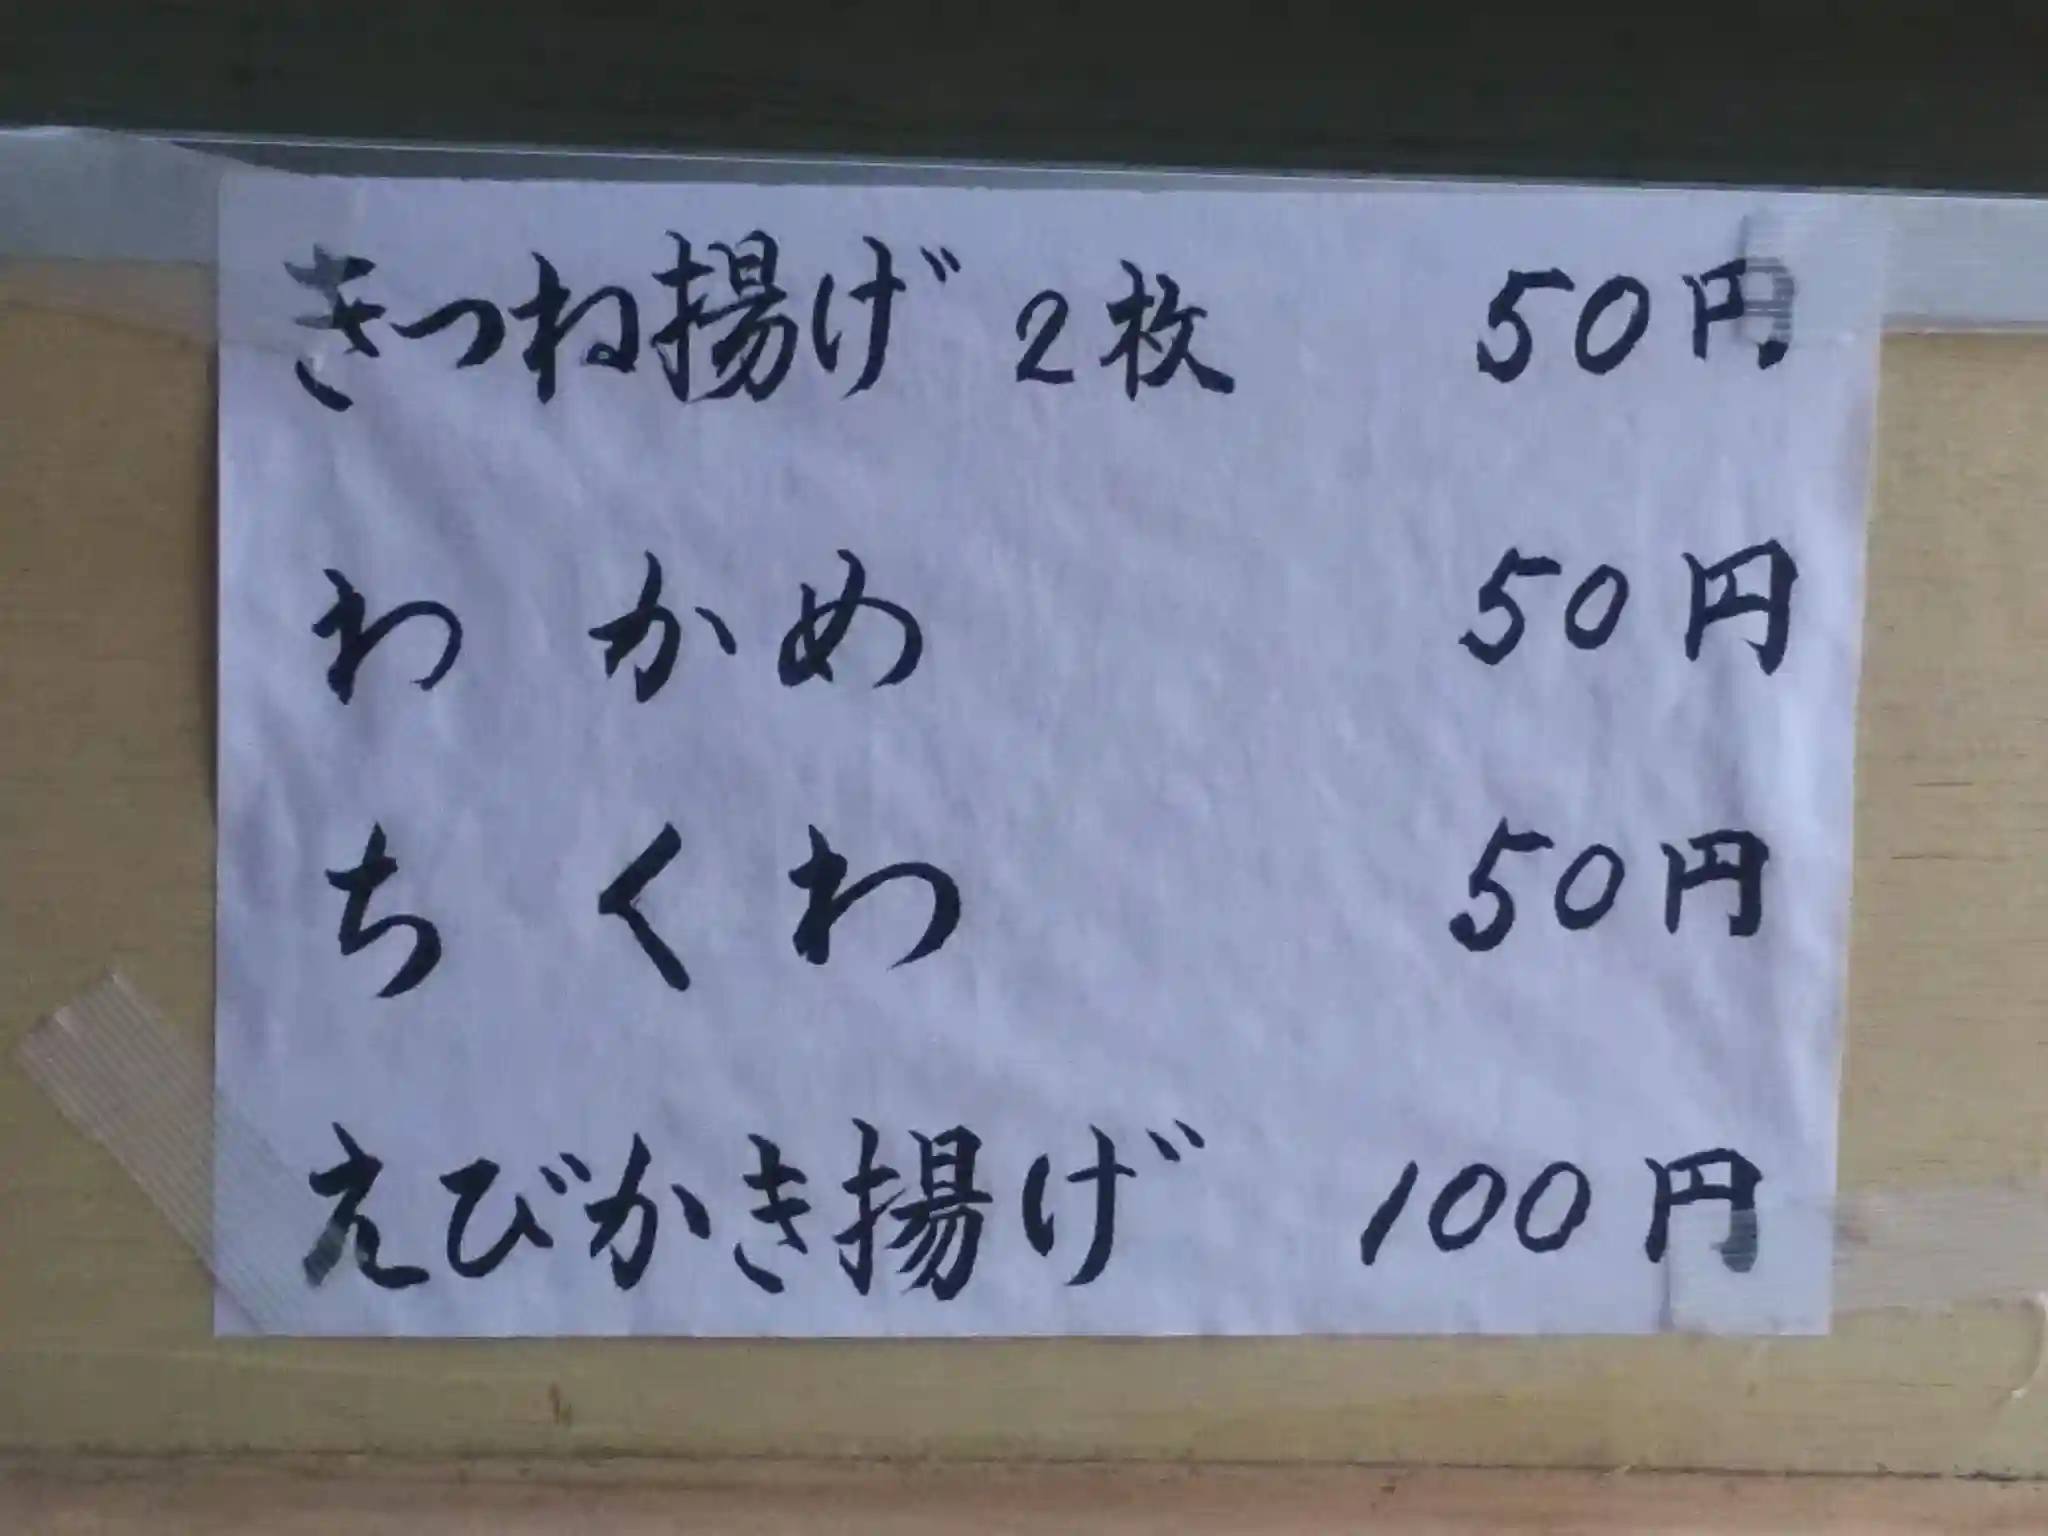 きつね揚げ 2枚 50円
わかめ 50円
ちくわ 50円
えびかき揚げ 100円